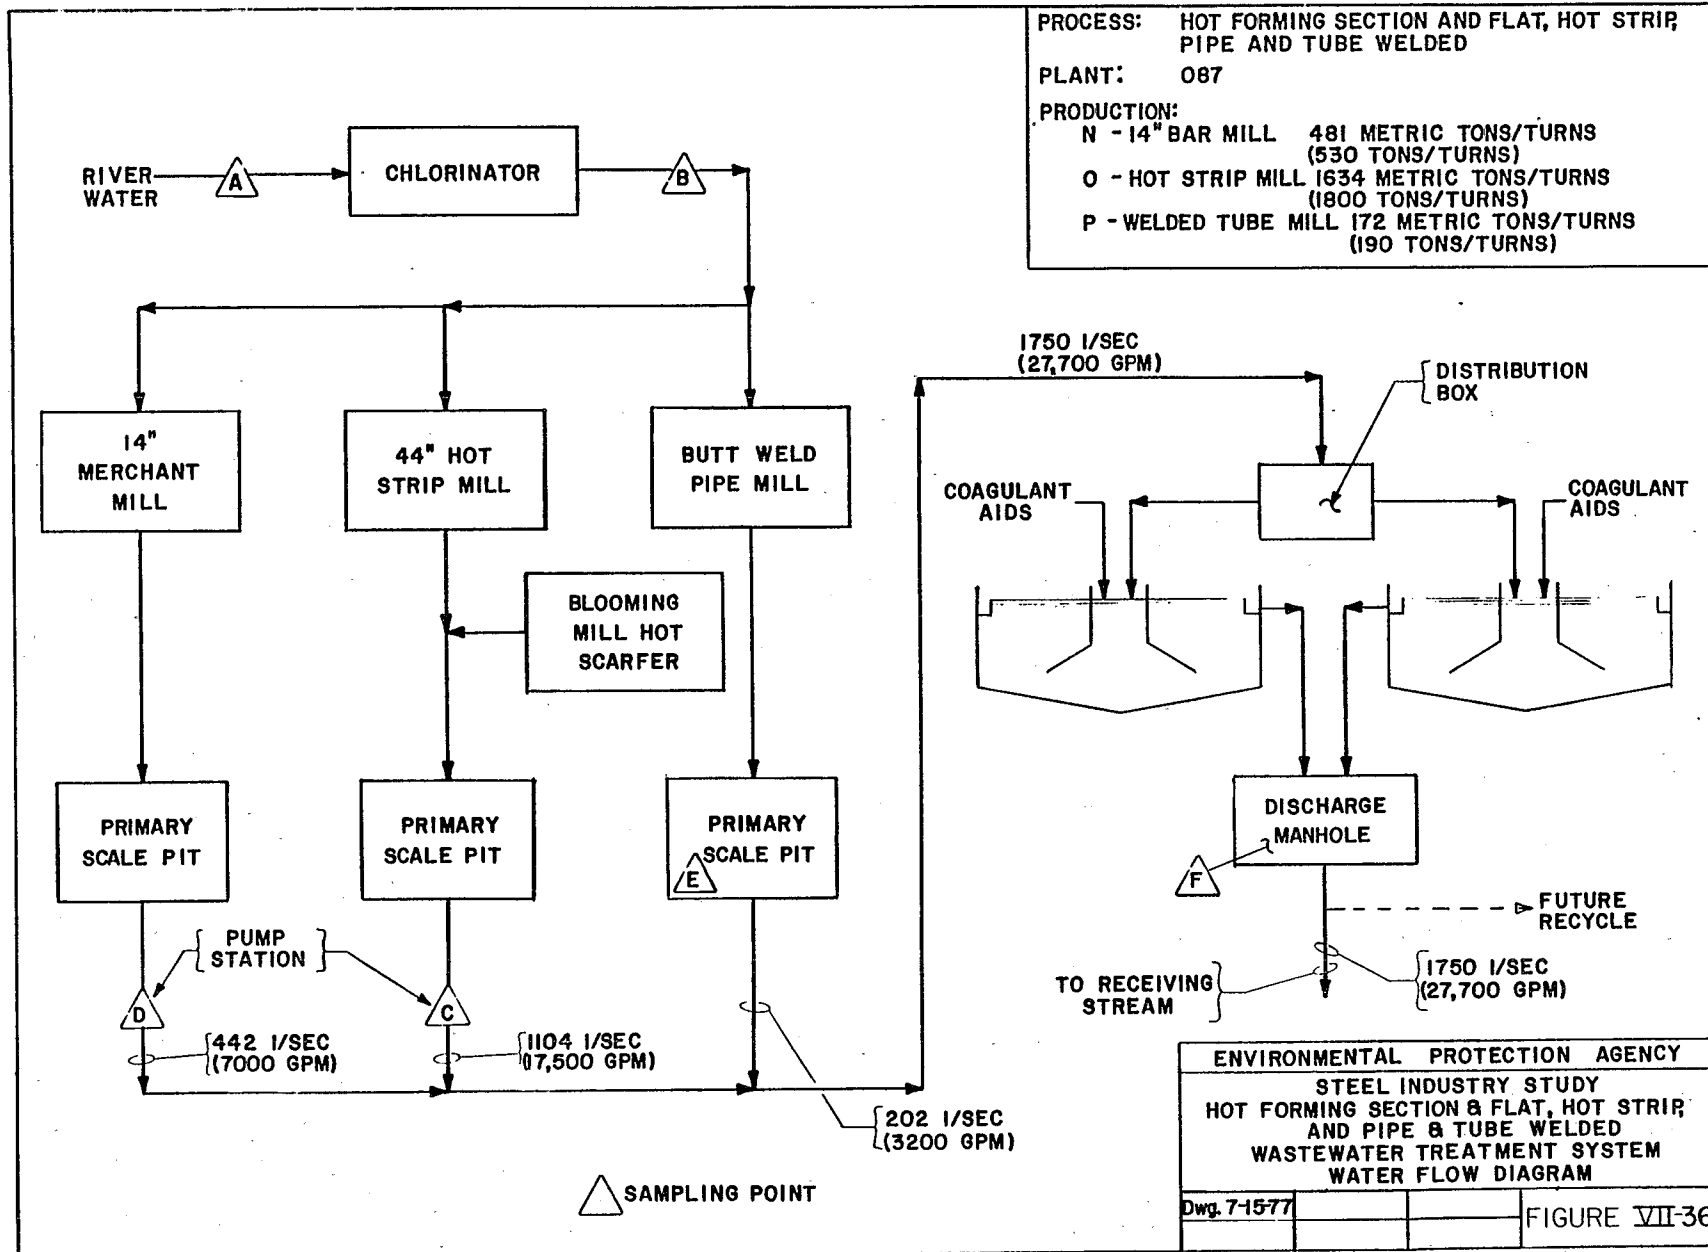 PROCESS: HOT FORMING SECTION AND FLAT, HOT STRIP,
PIPE AND TUBE WELDED
PLANT: 087
PRODUCTION:
N - 14" BAR MILL 481 METRIC TONS/TURNS
(530 TONS/TURNS)
O - HOT STRIP MILL 1634 METRIC TONS/TURNS
(1800 TONS/TURNS)
P - WELDED TUBE MILL 172 METRIC TONS/TURNS
(190 TONS/TURNS)
RIVER
WATER
A
CHLORINATOR
B
14"
MERCHANT
MILL
44" HOT
STRIP MILL
BUTT WELD
PIPE MILL
BLOOMING
MILL HOT
SCARFER
PRIMARY
SCALE PIT
PRIMARY
SCALE PIT
PRIMARY
SCALE PIT
E
PUMP
STATION
D
C
442 l/SEC
(7000 GPM)
1104 l/SEC
(17,500 GPM)
202 l/SEC
(3200 GPM)
SAMPLING POINT
1750 l/SEC
(27,700 GPM)
DISTRIBUTION
BOX
COAGULANT
AIDS
COAGULANT
AIDS
DISCHARGE
MANHOLE
F
FUTURE
RECYCLE
TO RECEIVING
STREAM
1750 l/SEC
(27,700 GPM)
ENVIRONMENTAL PROTECTION AGENCY
STEEL INDUSTRY STUDY
HOT FORMING SECTION & FLAT, HOT STRIP,
AND PIPE & TUBE WELDED
WASTEWATER TREATMENT SYSTEM
WATER FLOW DIAGRAM
Dwg. 7-15-77
FIGURE VII-36